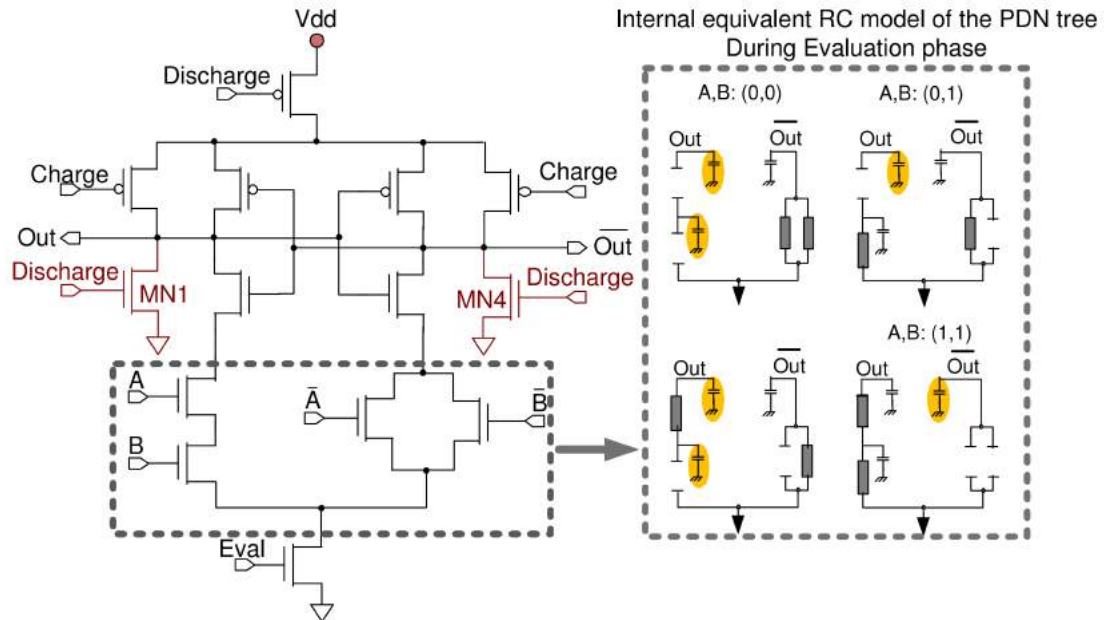 Vdd
Internal equivalent RC model of the PDN tree
During Evaluation phase
Discharge
A,B: (0,0)
A,B: (0,1)
Out
Out
Out
Out
Charge
Charge
Out
Out
Discharge
MN1
MN4
Discharge
A,B: (1,1)
Out
Out
Out
Out
A
A
B
B
Eval